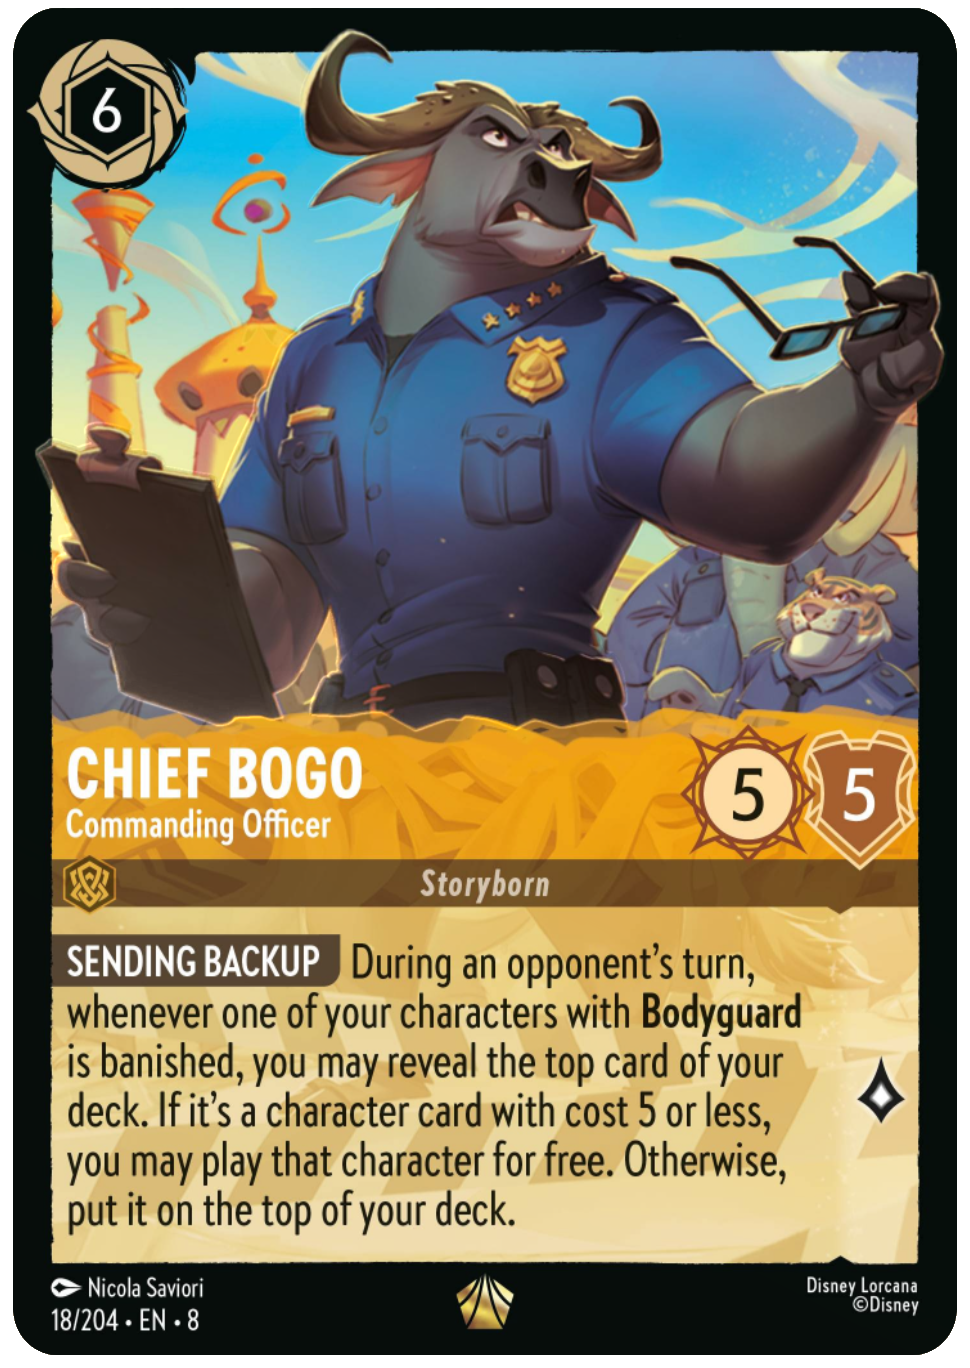 6
CHIEF BOGO
Commanding Officer
5
5
Storyborn
SENDING BACKUP During an opponent's turn,
whenever one of your characters with Bodyguard
is banished, you may reveal the top card of your
deck. If it's a character card with cost 5 or less,
you may play that character for free. Otherwise,
put it on the top of your deck.
Nicola Saviori
18/204 • EN • 8
Disney Lorcana
©Disney